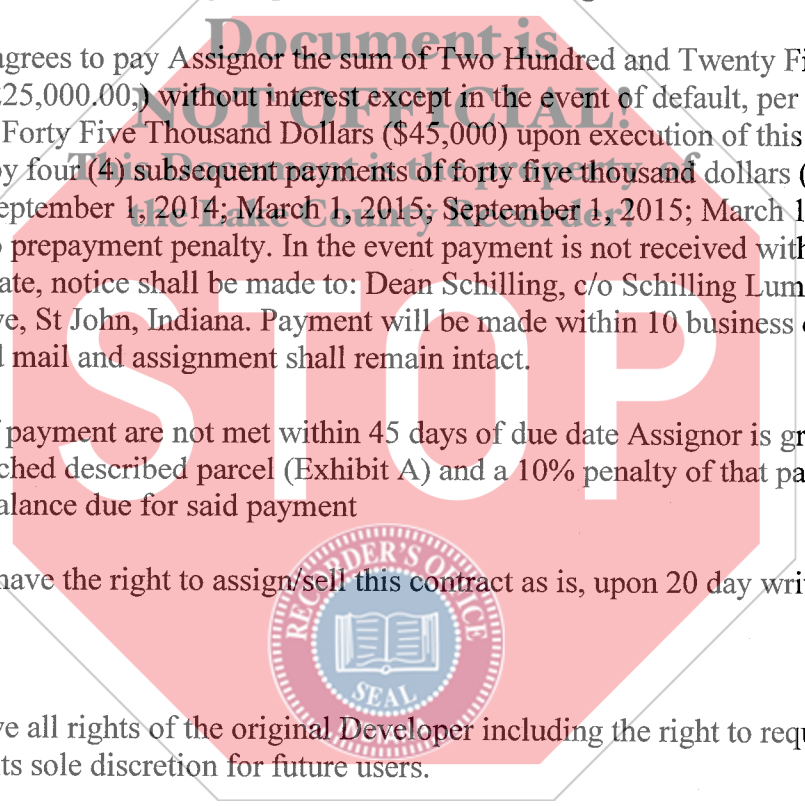 Document is
agrees to pay Assignor the sum of Two Hundred and Twenty Fi
25,000.00,) without interest except in the event of default, per
NOT OFFICIAL!
Forty Five Thousand Dollars ($45,000) upon execution of this
This Document is the property of
by four (4) subsequent payments of forty five thousand dollars (
the Lake County Recorder!
eptember 1, 2014; March 1, 2015; September 1, 2015; March 1
prepayment penalty. In the event payment is not received with
ate, notice shall be made to: Dean Schilling, c/o Schilling Lum
ve, St John, Indiana. Payment will be made within 10 business
mail and assignment shall remain intact.
STOP
payment are not met within 45 days of due date Assignor is gr
ched described parcel (Exhibit A) and a 10% penalty of that pa
alance due for said payment
have the right to assign/sell this contract as is, upon 20 day wri
RECORDER'S OFFICE
SEAL
ve all rights of the original Developer including the right to requ
ts sole discretion for future users.